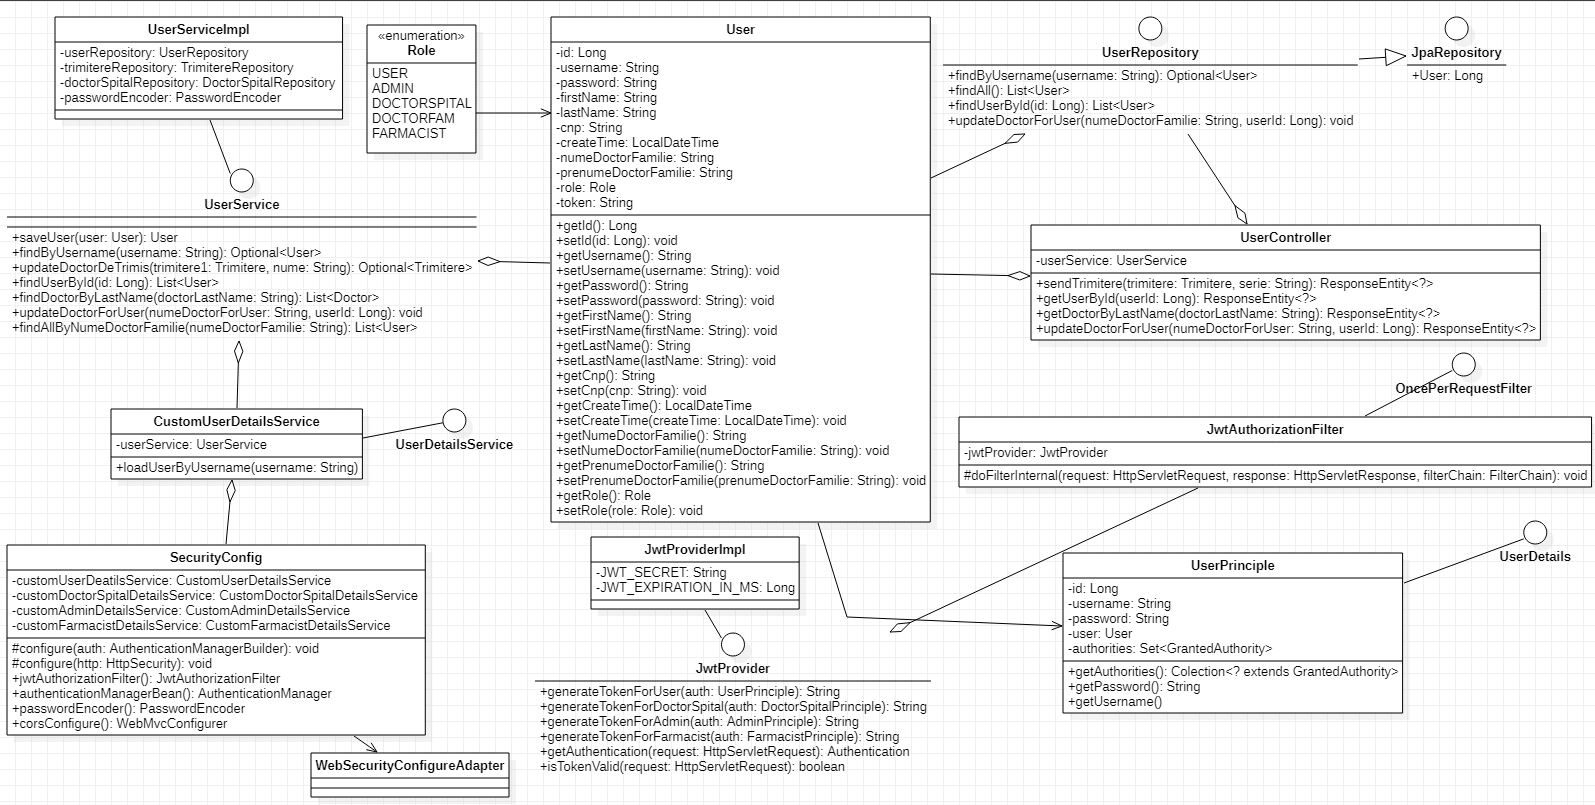 UserServiceImpl
-userRepository: UserRepository
-trimitereRepository: TrimitereRepository
-doctorSpitalRepository: DoctorSpitalRepository
-passwordEncoder: PasswordEncoder
«enumeration»
Role
USER
ADMIN
DOCTORSPITAL
DOCTORFAM
FARMACIST
User
-id: Long
-username: String
-password: String
-firstName: String
-lastName: String
-cnp: String
-createTime: LocalDateTime
-numeDoctorFamilie: String
-prenumeDoctorFamilie: String
-role: Role
-token: String
+getId(): Long
+setId(id: Long): void
+getUsername(): String
+setUsername(username: String): void
+getPassword(): String
+setPassword(password: String): void
+getFirstName(): String
+setFirstName(firstName: String): void
+getLastName(): String
+setLastName(lastName: String): void
+getCnp(): String
+setCnp(cnp: String): void
+getCreateTime(): LocalDateTime
+setCreateTime(createTime: LocalDateTime): void
+getNumeDoctorFamilie(): String
+setNumeDoctorFamilie(numeDoctorFamilie: String): void
+getPrenumeDoctorFamilie(): String
+setPrenumeDoctorFamilie(prenumeDoctorFamilie: String): void
+getRole(): Role
+setRole(role: Role): void
UserRepository
+findByUsername(username: String): Optional<User>
+findAll(): List<User>
+findUserById(id: Long): List<User>
+updateDoctorForUser(numeDoctorFamilie: String, userId: Long): void
JpaRepository
+User: Long
UserService
+saveUser(user: User): User
+findByUsername(username: String): Optional<User>
+updateDoctorDeTrimis(trimitere1: Trimitere, nume: String): Optional<Trimitere>
+findUserById(id: Long): List<User>
+findDoctorByLastName(doctorLastName: String): List<Doctor>
+updateDoctorForUser(numeDoctorForUser: String, userId: Long): void
+findAllByNumeDoctorFamilie(numeDoctorFamilie: String): List<User>
UserController
-userService: UserService
+sendTrimitere(trimitere: Trimitere, serie: String): ResponseEntity<?>
+getUserById(userId: Long): ResponseEntity<?>
+getDoctorByLastName(doctorLastName: String): ResponseEntity<?>
+updateDoctorForUser(numeDoctorForUser: String, userId: Long): ResponseEntity<?>
CustomUserDetailsService
-userService: UserService
+loadUserByUsername(username: String)
UserDetailsService
OncePerRequestFilter
JwtAuthorizationFilter
-jwtProvider: JwtProvider
#doFilterInternal(request: HttpServletRequest, response: HttpServletResponse, filterChain: FilterChain): void
SecurityConfig
-customUserDeatilsService: CustomUserDetailsService
-customDoctorSpitalDetailsService: CustomDoctorSpitalDetailsService
-customAdminDetailsService: CustomAdminDetailsService
-customFarmacistDetailsService: CustomFarmacistDetailsService
#configure(auth: AuthenticationManagerBuilder): void
#configure(http: HttpSecurity): void
+jwtAuthorizationFilter(): JwtAuthorizationFilter
+authenticationManagerBean(): AuthenticationManager
+passwordEncoder(): PasswordEncoder
+corsConfigure(): WebMvcConfigurer
WebSecurityConfigureAdapter
JwtProviderImpl
-JWT_SECRET: String
-JWT_EXPIRATION_IN_MS: Long
JwtProvider
+generateTokenForUser(auth: UserPrinciple): String
+generateTokenForDoctorSpital(auth: DoctorSpitalPrinciple): String
+generateTokenForAdmin(auth: AdminPrinciple): String
+generateTokenForFarmacist(auth: FarmacistPrinciple): String
+getAuthentication(request: HttpServletRequest): Authentication
+isTokenValid(request: HttpServletRequest): boolean
UserPrinciple
-id: Long
-username: String
-password: String
-user: User
-authorities: Set<GrantedAuthority>
+getAuthorities(): Colection<? extends GrantedAuthority>
+getPassword(): String
+getUsername()
UserDetails